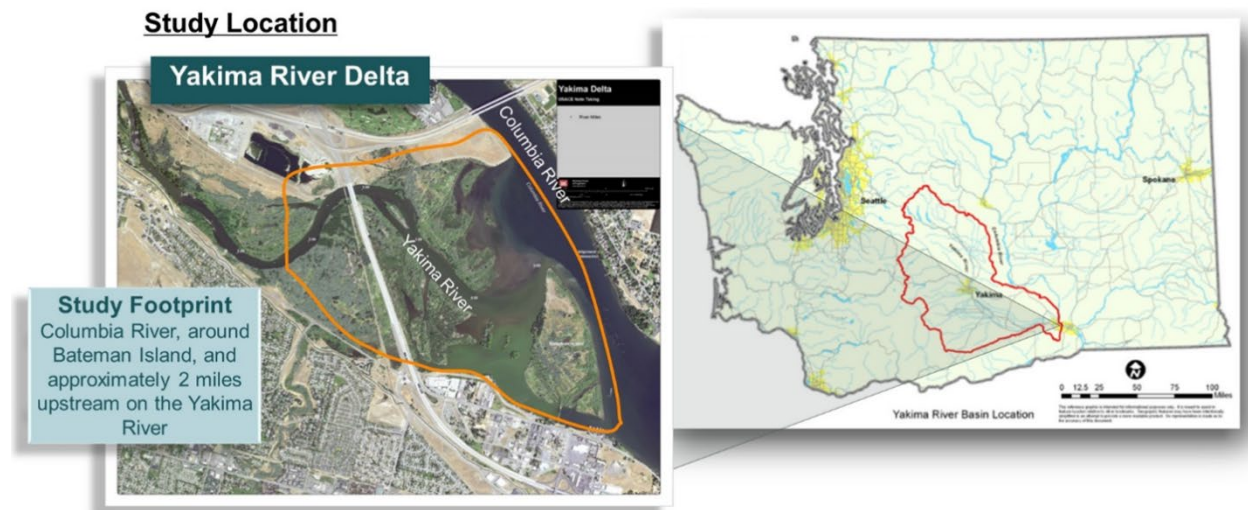 Study Location
Yakima River Delta
Yakima Delta
River Miles
Columbia River
Yakima River
Study Footprint
Columbia River, around
Bateman Island, and
approximately 2 miles
upstream on the Yakima
River
Seattle
Spokane
Yakima
0 12.5 25 50 75 100
Miles
Yakima River Basin Location